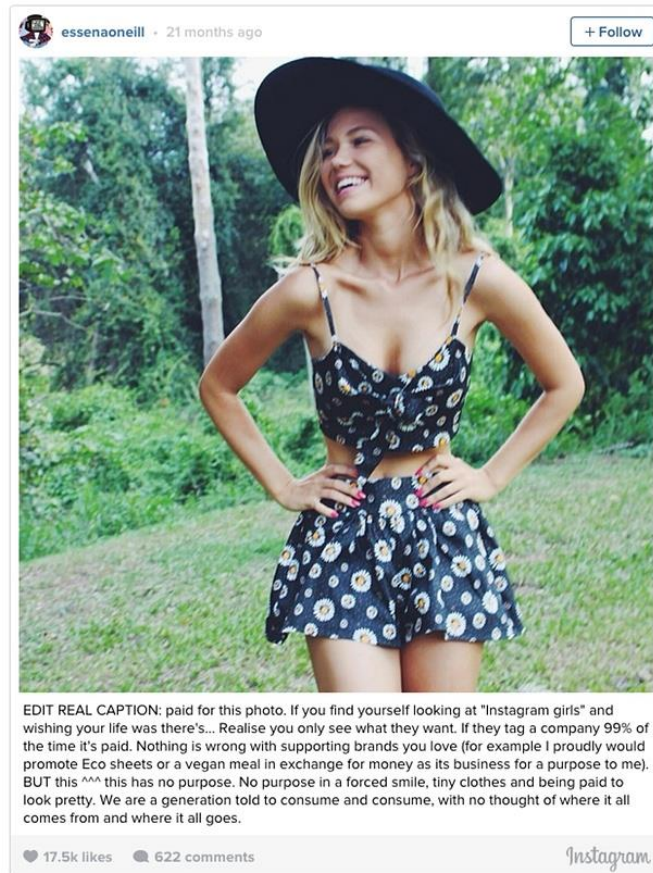 essenaoneill • 21 months ago
+ Follow
EDIT REAL CAPTION: paid for this photo. If you find yourself looking at "Instagram girls" and
wishing your life was there's... Realise you only see what they want. If they tag a company 99% of
the time it's paid. Nothing is wrong with supporting brands you love (for example I proudly would
promote Eco sheets or a vegan meal in exchange for money as its business for a purpose to me).
BUT this ^^^ this has no purpose. No purpose in a forced smile, tiny clothes and being paid to
look pretty. We are a generation told to consume and consume, with no thought of where it all
comes from and where it all goes.
17.5k likes 622 comments
Instagram